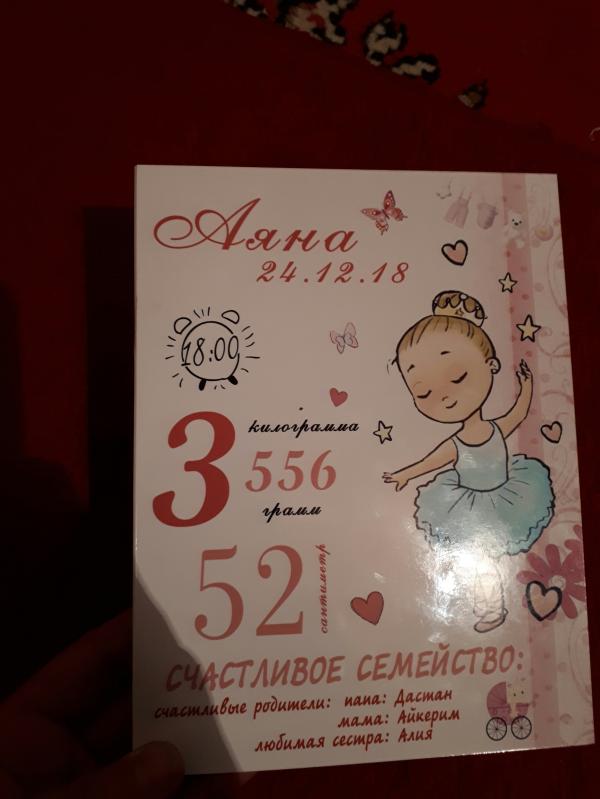 Аяна
24.12.18
18:00
3 килограмма
556
грамм
52 сантиметр
СЧАСТЛИВОЕ СЕМЕЙСТВО:
счастливые родители: папа: Дастан
мама: Айкерим
любимая сестра: Алия